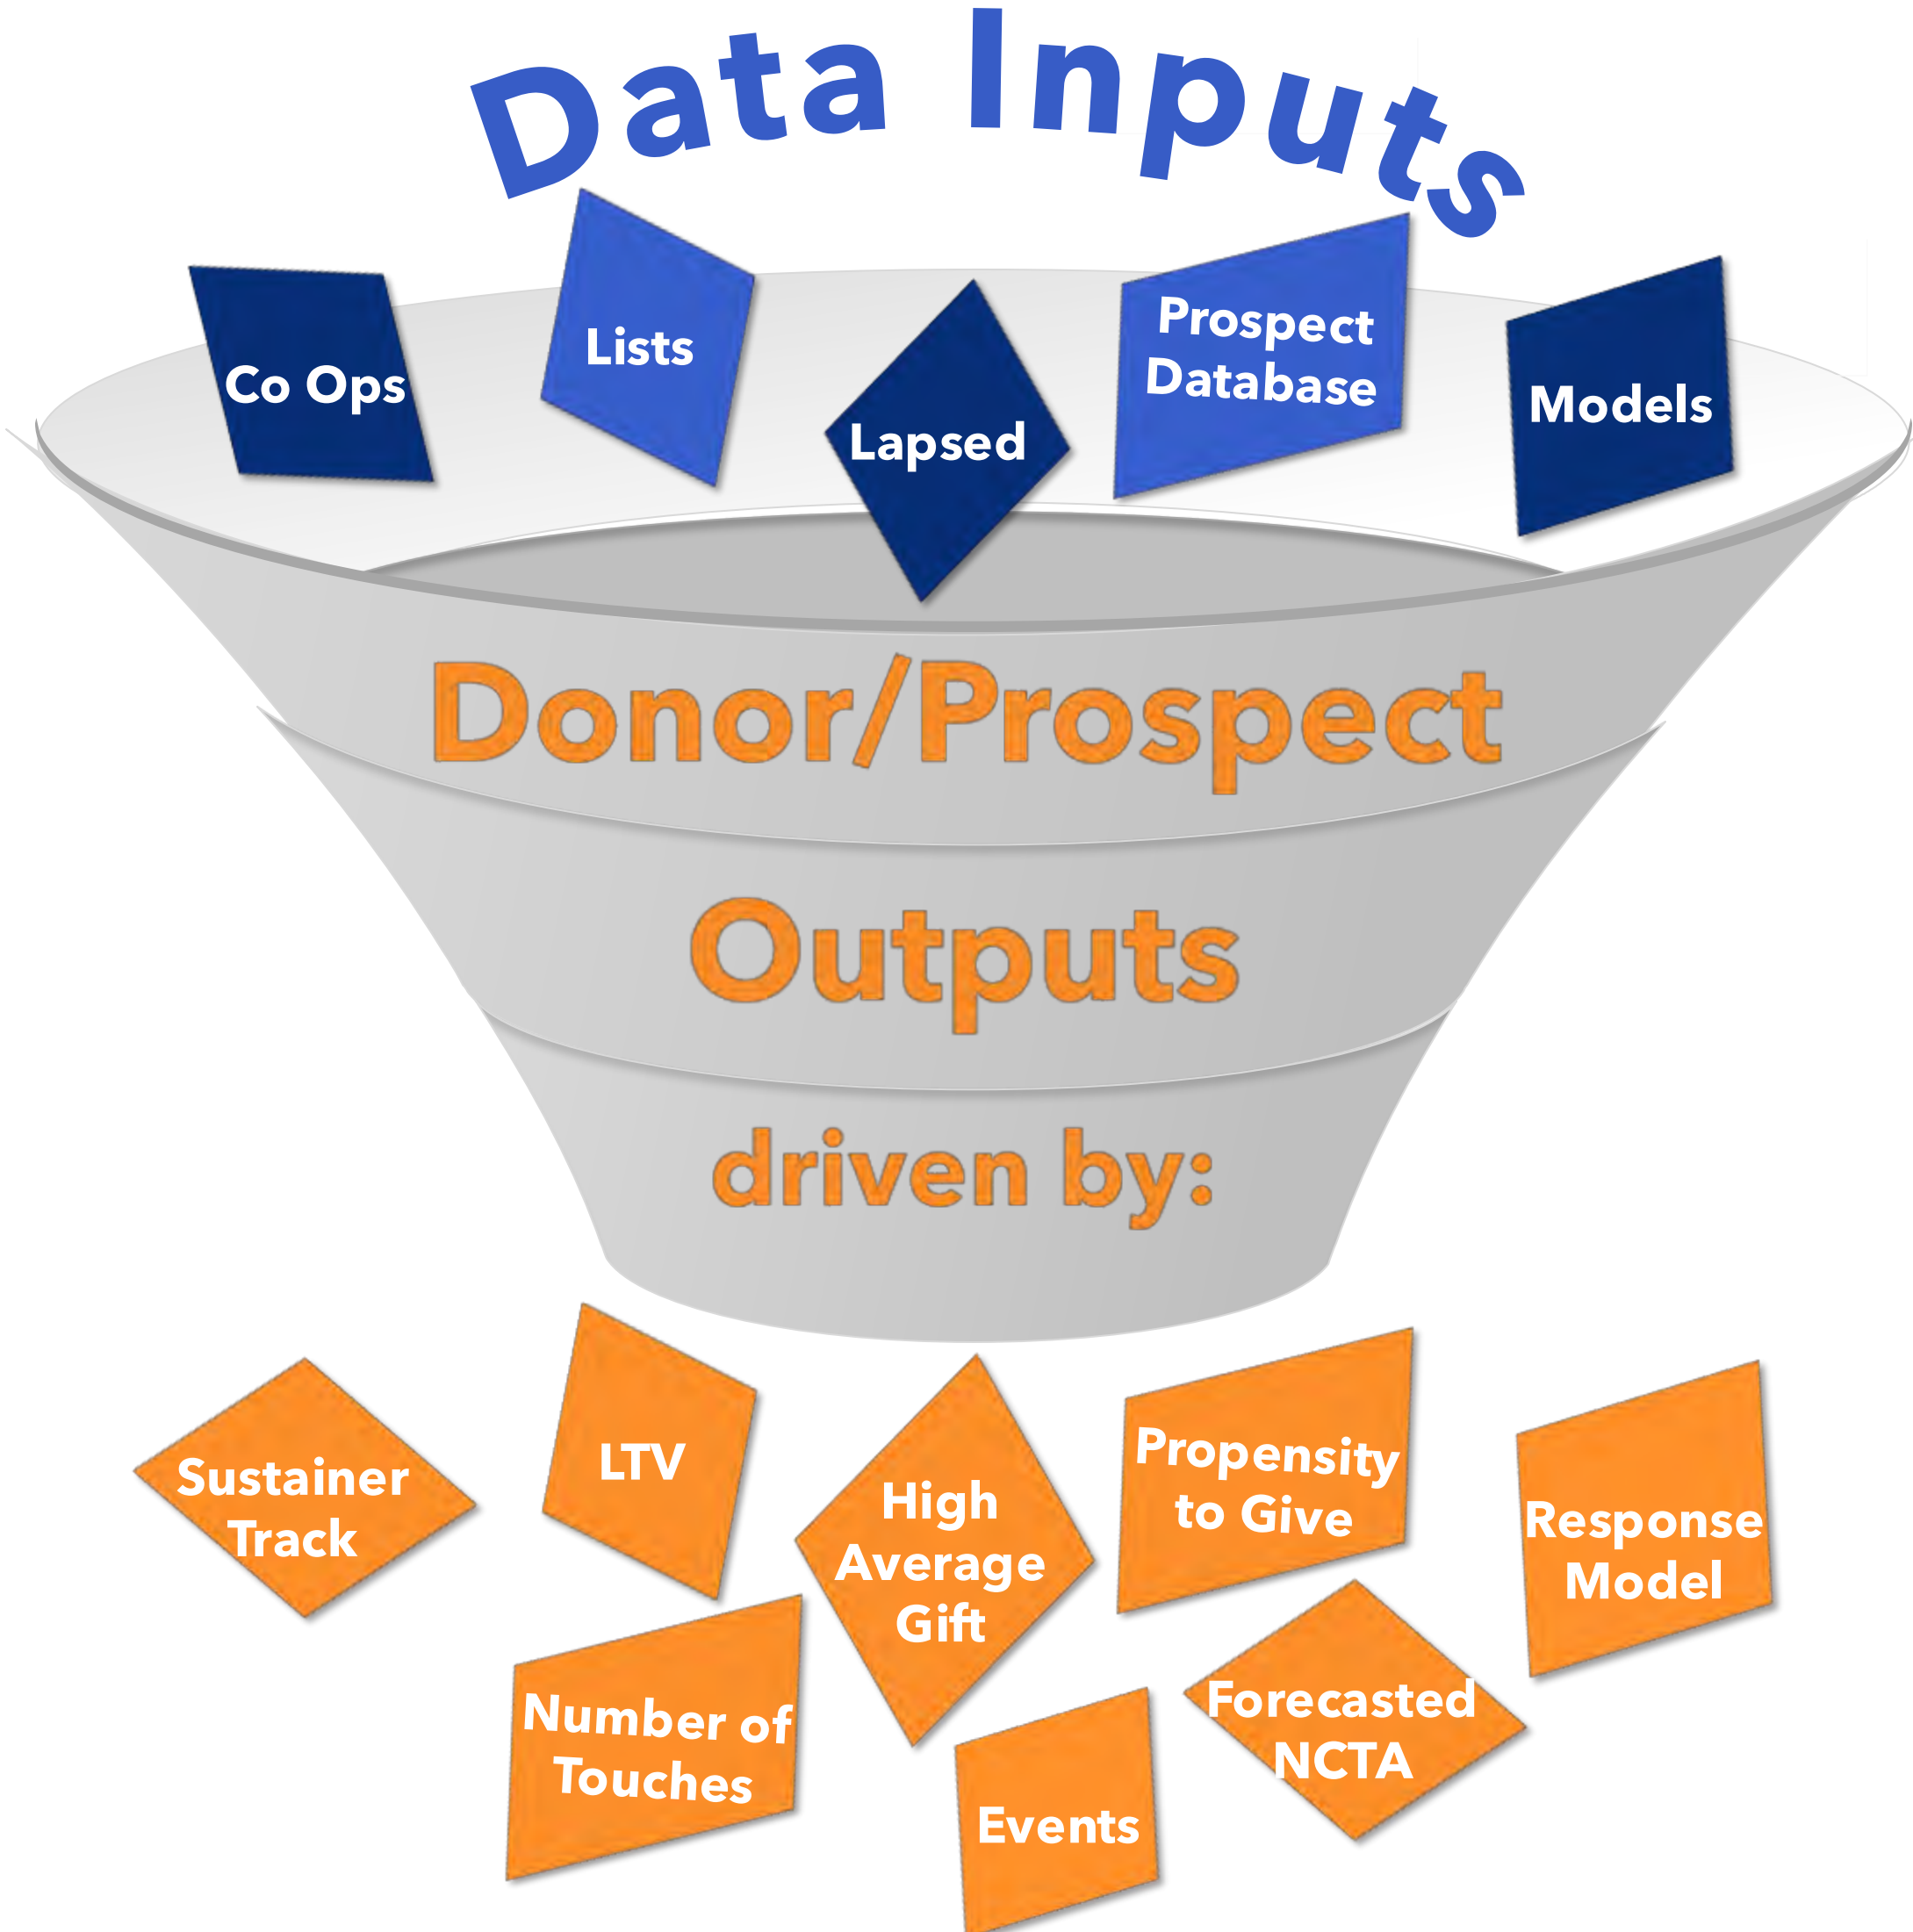 Data Inputs
Co Ops
Lists
Lapsed
Prospect
Database
Models
Donor/Prospect
Outputs
driven by:
Sustainer
Track
LTV
High
Average
Gift
Propensity
to Give
Response
Model
Number of
Touches
Events
Forecasted
NCTA